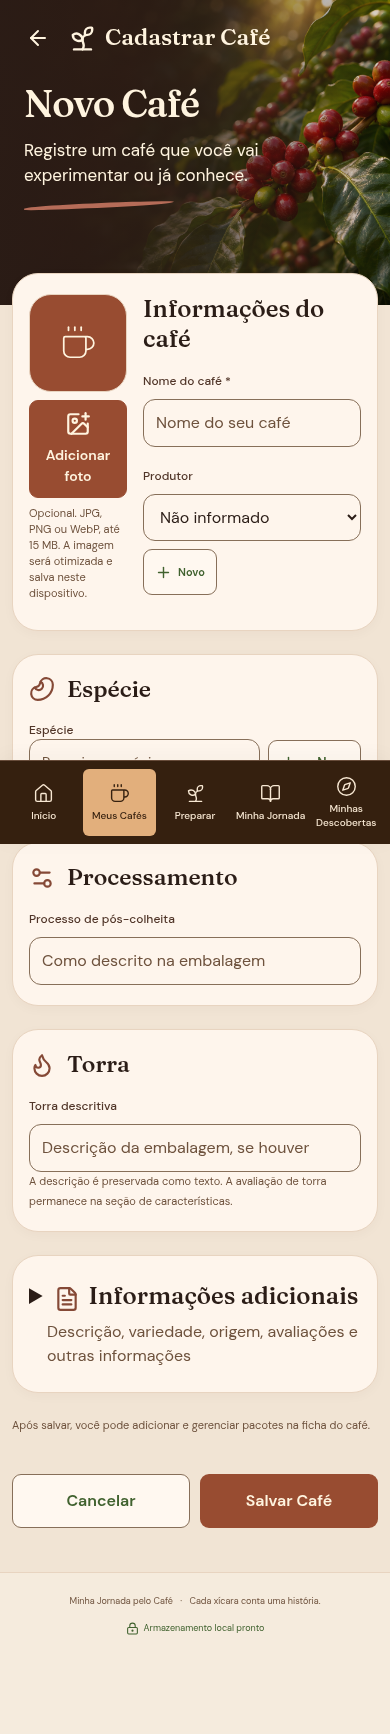 Cadastrar Café
Novo Café
Registre um café que você vai
experimentar ou já conhece.
Informações do
café
Adicionar
foto
Opcional. JPG,
PNG ou WebP, até
15 MB. A imagem
será otimizada e
salva neste
dispositivo.
Nome do café *
Nome do seu café
Produtor
Não informado
Novo
Espécie
Espécie
Início
Meus Cafés
Preparar
Minha Jornada
Minhas
Descobertas
Processamento
Processo de pós-colheita
Como descrito na embalagem
Torra
Torra descritiva
Descrição da embalagem, se houver
A descrição é preservada como texto. A avaliação de torra
permanece na seção de características.
Informações adicionais
Descrição, variedade, origem, avaliações e
outras informações
Após salvar, você pode adicionar e gerenciar pacotes na ficha do café.
Cancelar
Salvar Café
Minha Jornada pelo Café · Cada xícara conta uma história.
Armazenamento local pronto